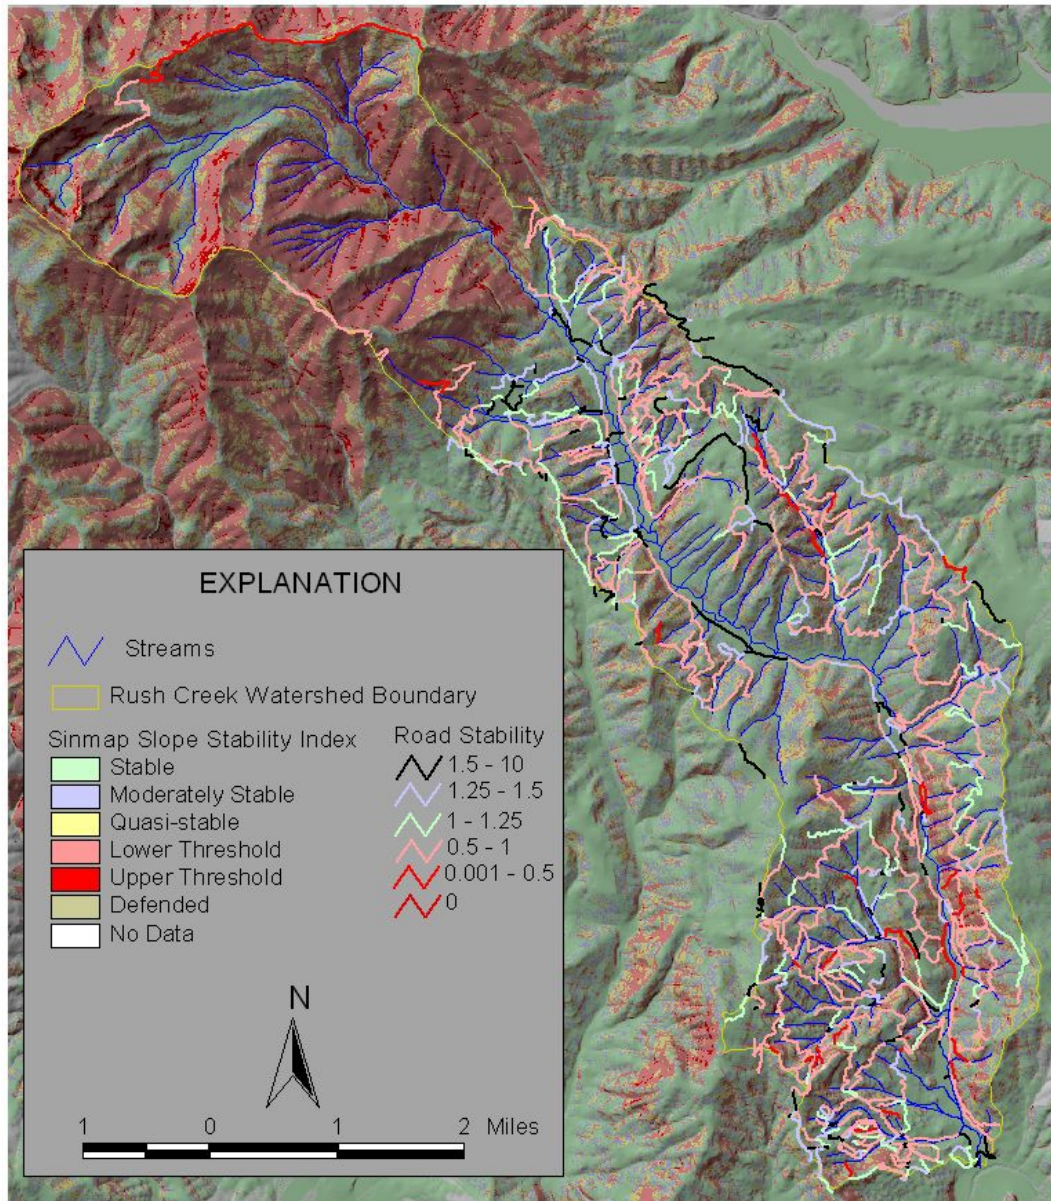 EXPLANATION
Streams
Rush Creek Watershed Boundary
Sinmap Slope Stability Index
Stable
Moderately Stable
Quasi-stable
Lower Threshold
Upper Threshold
Defended
No Data
Road Stability
1.5 - 10
1.25 - 1.5
1 - 1.25
0.5 - 1
0.001 - 0.5
0
N
1 0 1 2 Miles